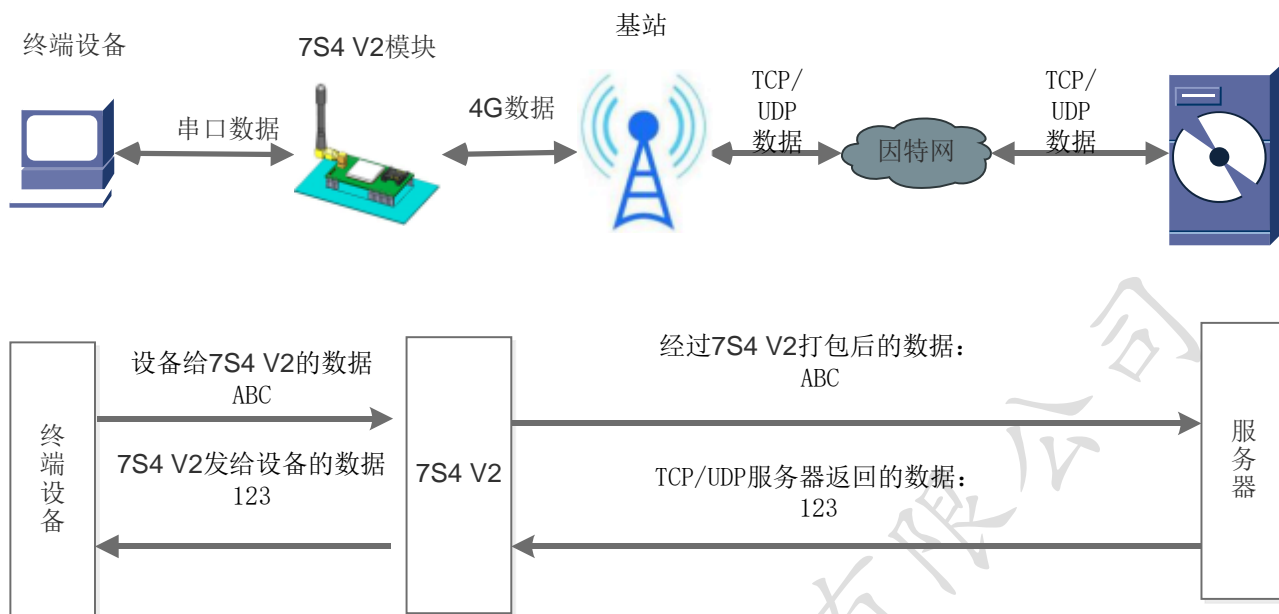 终端设备
7S4 V2模块
基站
串口数据
4G数据
TCP/
UDP
数据
因特网
TCP/
UDP
数据
设备给7S4 V2的数据
ABC
经过7S4 V2打包后的数据：
ABC
终端设备
7S4 V2
服务器
7S4 V2发给设备的数据
123
TCP/UDP服务器返回的数据：
123
有限公司